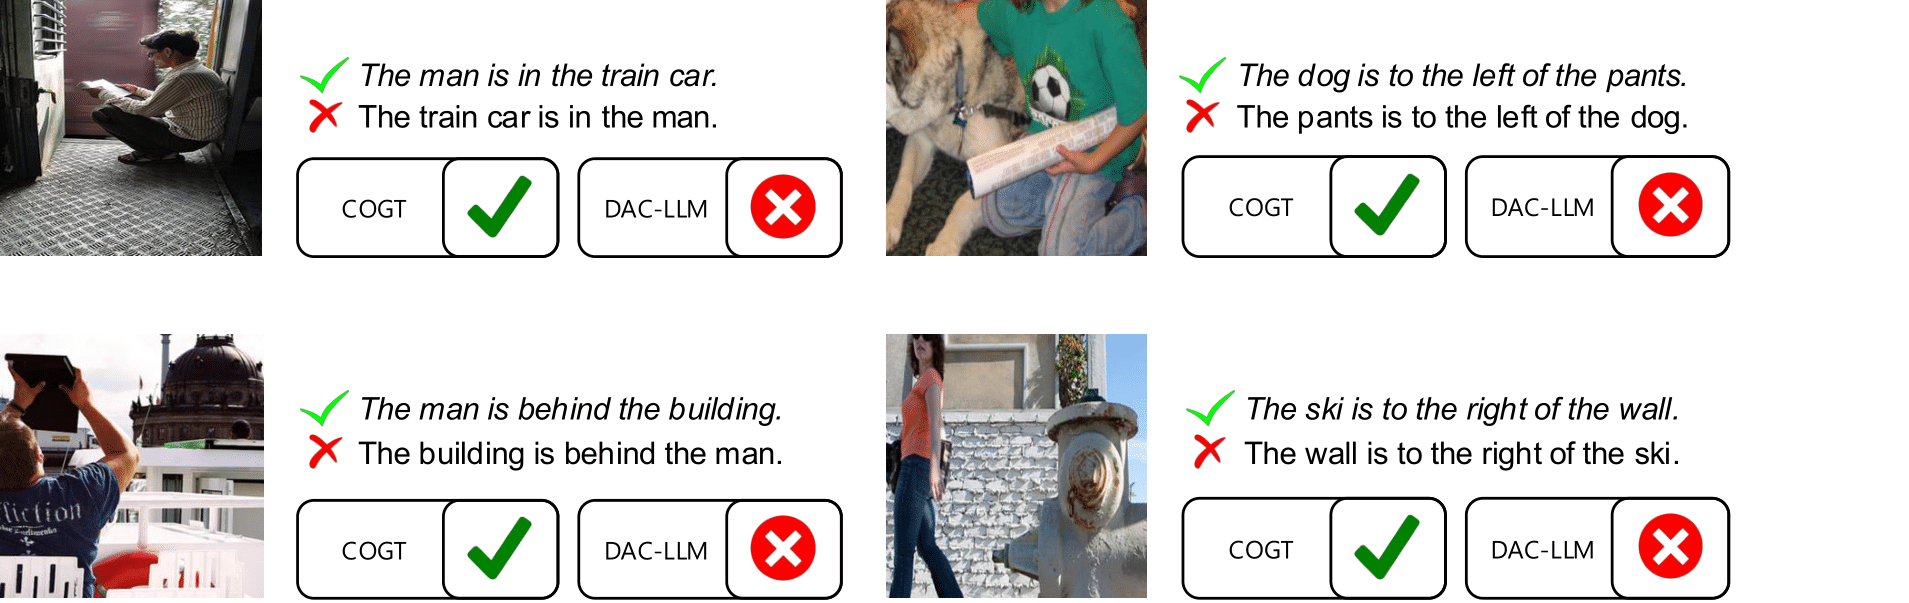 The man is in the train car.
The train car is in the man.
COGT
DAC-LLM
The dog is to the left of the pants.
The pants is to the left of the dog.
COGT
DAC-LLM
The man is behind the building.
The building is behind the man.
COGT
DAC-LLM
The ski is to the right of the wall.
The wall is to the right of the ski.
COGT
DAC-LLM